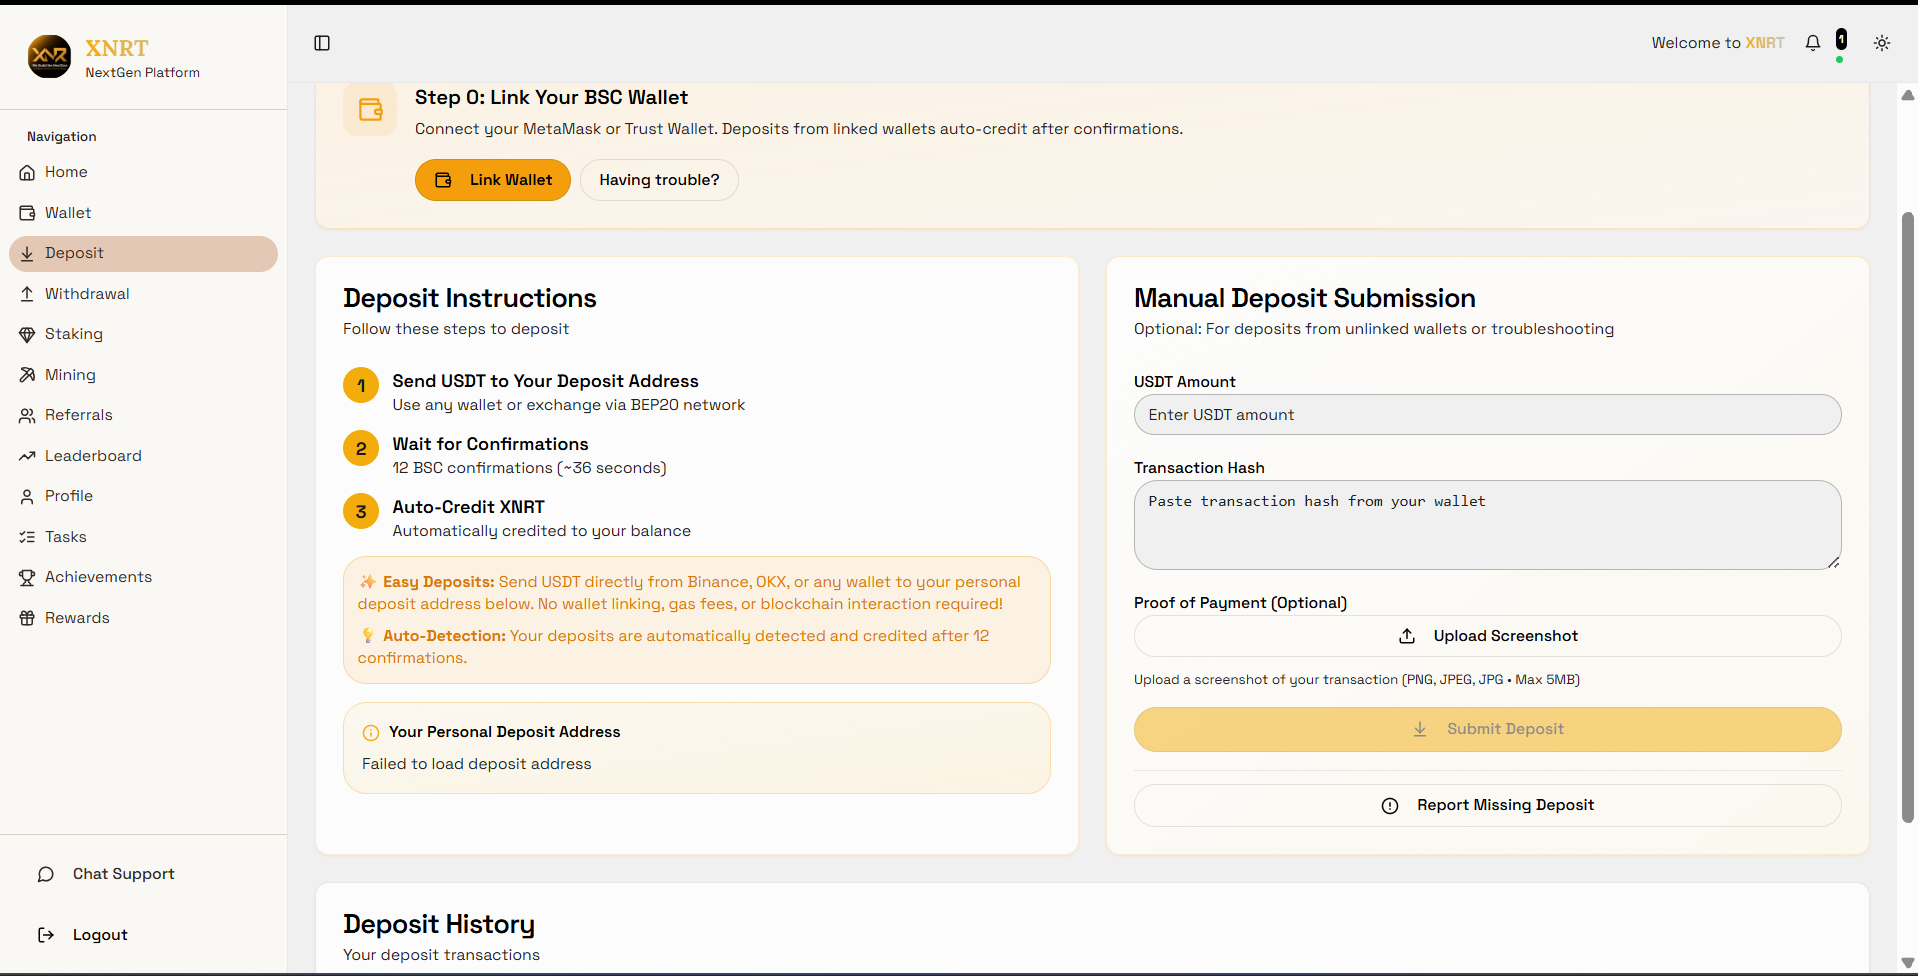 XNRT
NextGen Platform
Navigation
Home
Wallet
Deposit
Withdrawal
Staking
Mining
Referrals
Leaderboard
Profile
Tasks
Achievements
Rewards
Chat Support
Logout
Welcome to XNRT
1
Step 0: Link Your BSC Wallet
Connect your MetaMask or Trust Wallet. Deposits from linked wallets auto-credit after confirmations.
Link Wallet
Having trouble?
Deposit Instructions
Follow these steps to deposit
1
Send USDT to Your Deposit Address
Use any wallet or exchange via BEP20 network
2
Wait for Confirmations
12 BSC confirmations (~36 seconds)
3
Auto-Credit XNRT
Automatically credited to your balance
✨ Easy Deposits: Send USDT directly from Binance, OKX, or any wallet to your personal
deposit address below. No wallet linking, gas fees, or blockchain interaction required!
💡 Auto-Detection: Your deposits are automatically detected and credited after 12
confirmations.
Your Personal Deposit Address
Failed to load deposit address
Manual Deposit Submission
Optional: For deposits from unlinked wallets or troubleshooting
USDT Amount
Enter USDT amount
Transaction Hash
Paste transaction hash from your wallet
Proof of Payment (Optional)
Upload Screenshot
Upload a screenshot of your transaction (PNG, JPEG, JPG • Max 5MB)
Submit Deposit
Report Missing Deposit
Deposit History
Your deposit transactions